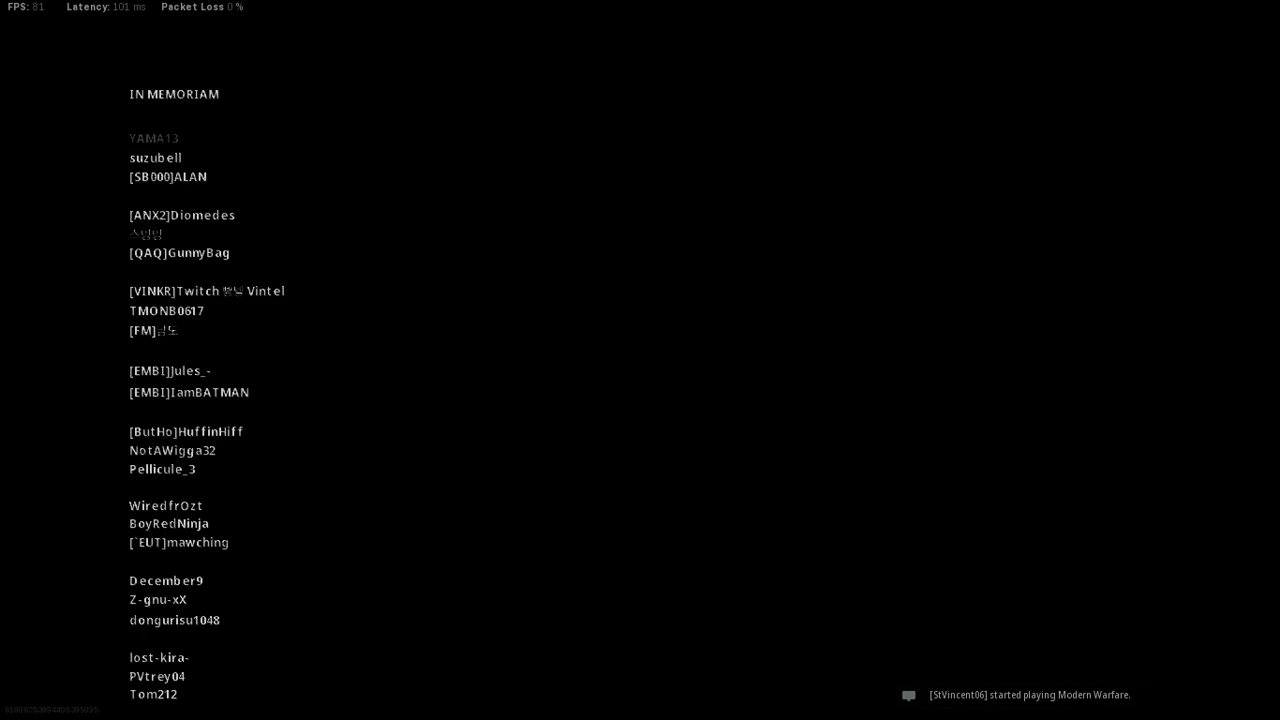 FPS: 81 Latency: 101 ms Packet Loss 0 %
IN MEMORIAM
YAMA13
suzubell
[SB000]ALAN
[ANX2]Diomedes
[QAQ]GunnyBag
[VINKR]Twitch Vintel
TMONB0617
[FM]남도
[EMBI]Jules_-
[EMBI]IamBATMAN
[ButHo]HuffinHiff
NotAWigga32
Pellicule_3
WiredfrOzt
BoyRedNinja
[`EUT]mawching
December9
Z-gnu-xX
dongurisu1048
lost-kira-
PVtrey04
Tom212
[StVincent06] started playing Modern Warfare.